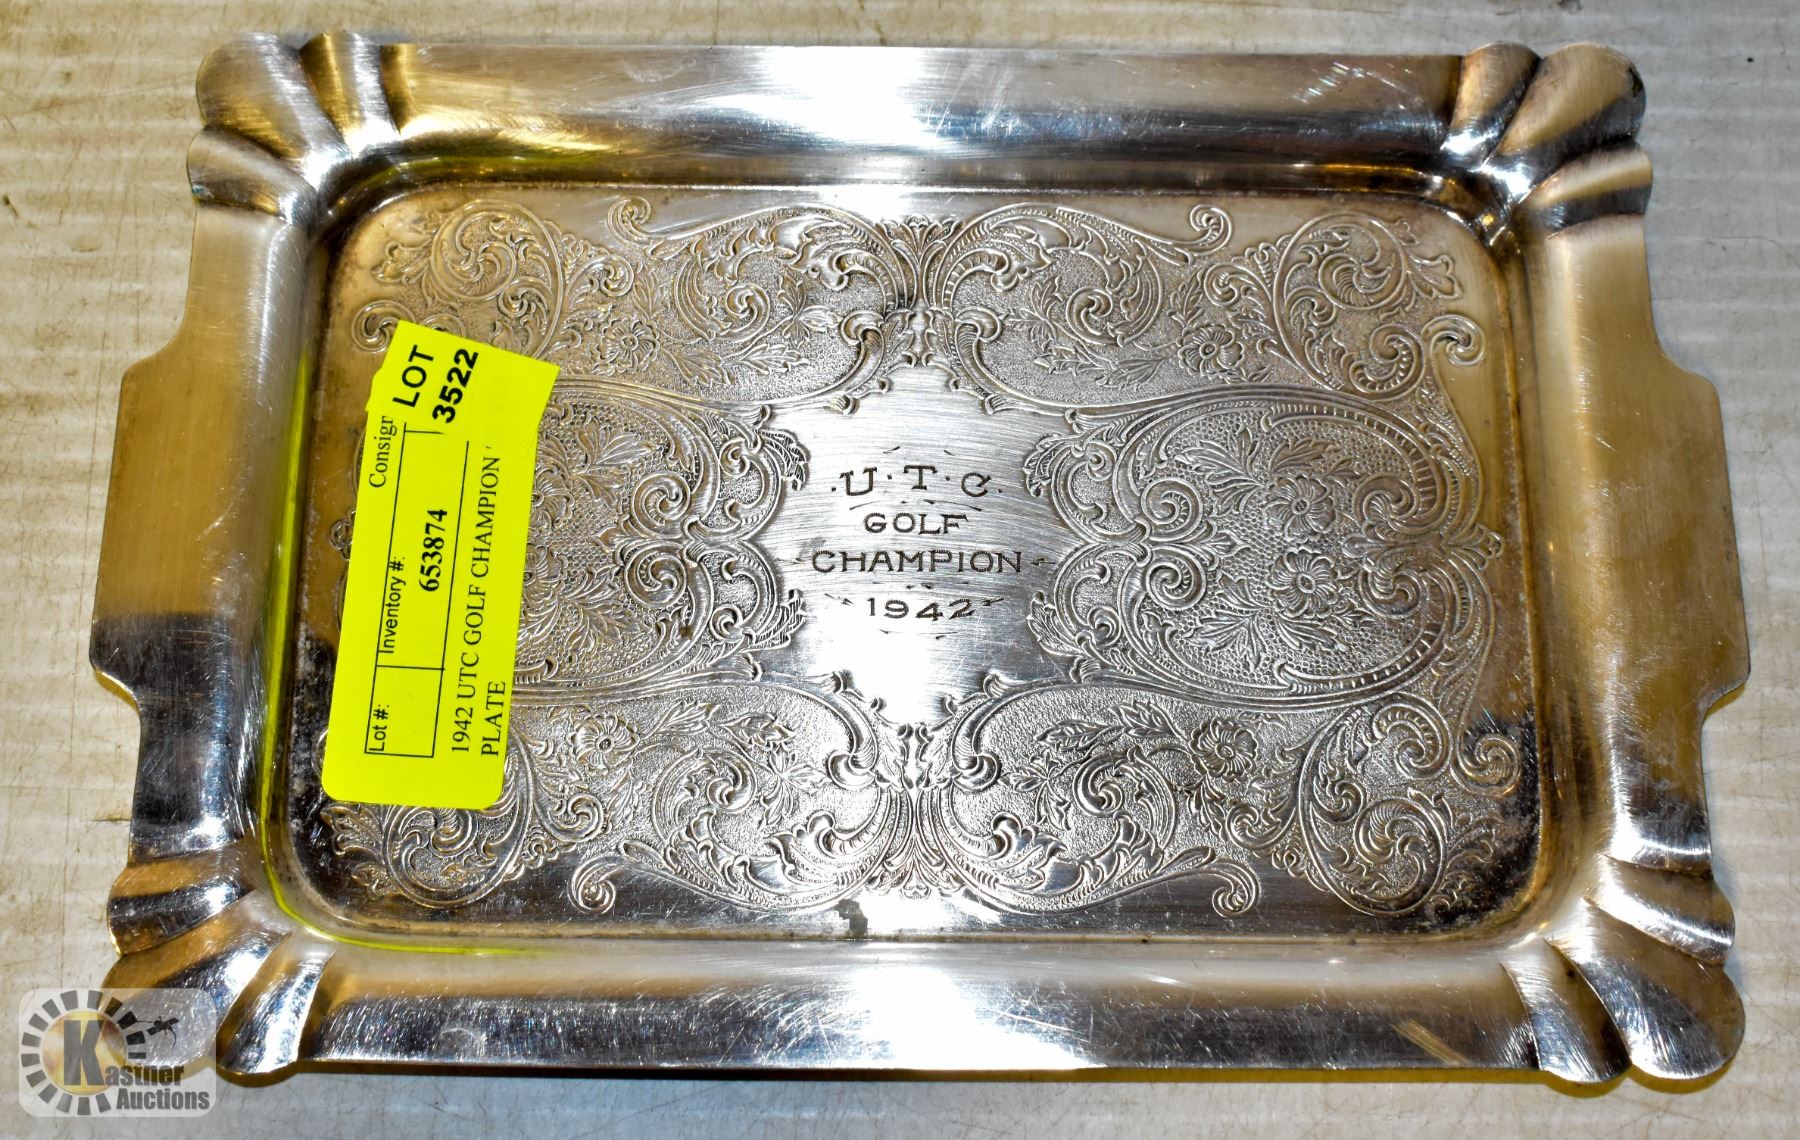 LOT
3522
Consign
Lot #:
Inventory #:
653874
1942 UTC GOLF CHAMPION
PLATE
.U.T.C.
GOLF
CHAMPION
1942
K
Kastner
Auctions